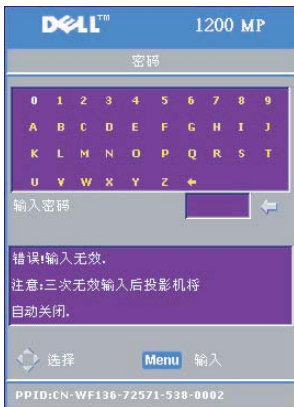 DELL™ 1200 MP
密码
0 1 2 3 4 5 6 7 8 9
A B C D E F G H I J
K L M N O P Q R S T
U V W X Y Z ←
输入密码
错误!输入无效.
注意:三次无效输入后投影机将
自动关闭.
选择 Menu 输入
PPID:CN-WF136-72571-538-0002